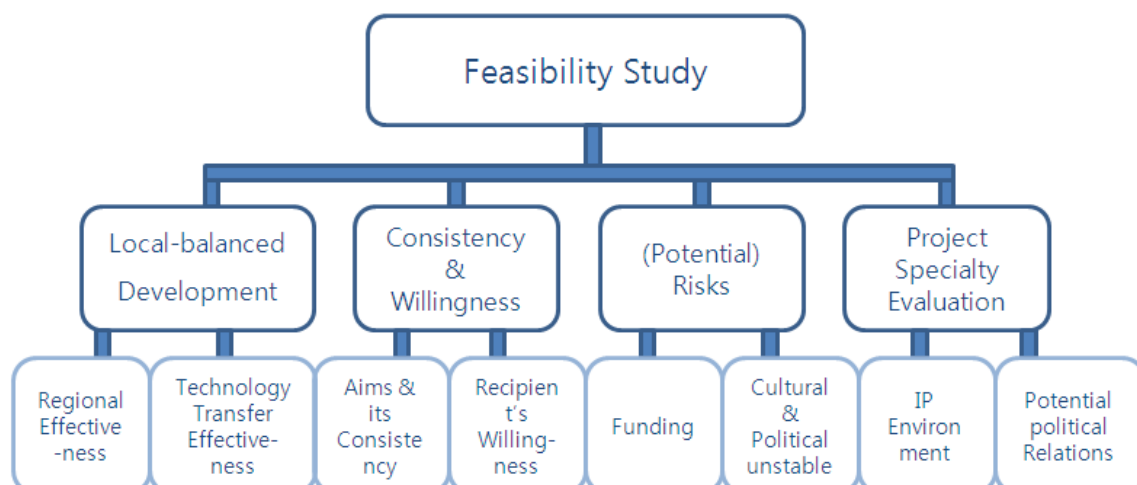 Feasibility Study
Local-balanced
Development
Consistency
&
Willingness
(Potential)
Risks
Project
Specialty
Evaluation
Regional
Effective
-ness
Technology
Transfer
Effective-
ness
Aims &
its
Consiste
ncy
Recipien
t's
Willing-
ness
Funding
Cultural
&
Political
unstable
IP
Environ
ment
Potential
political
Relations